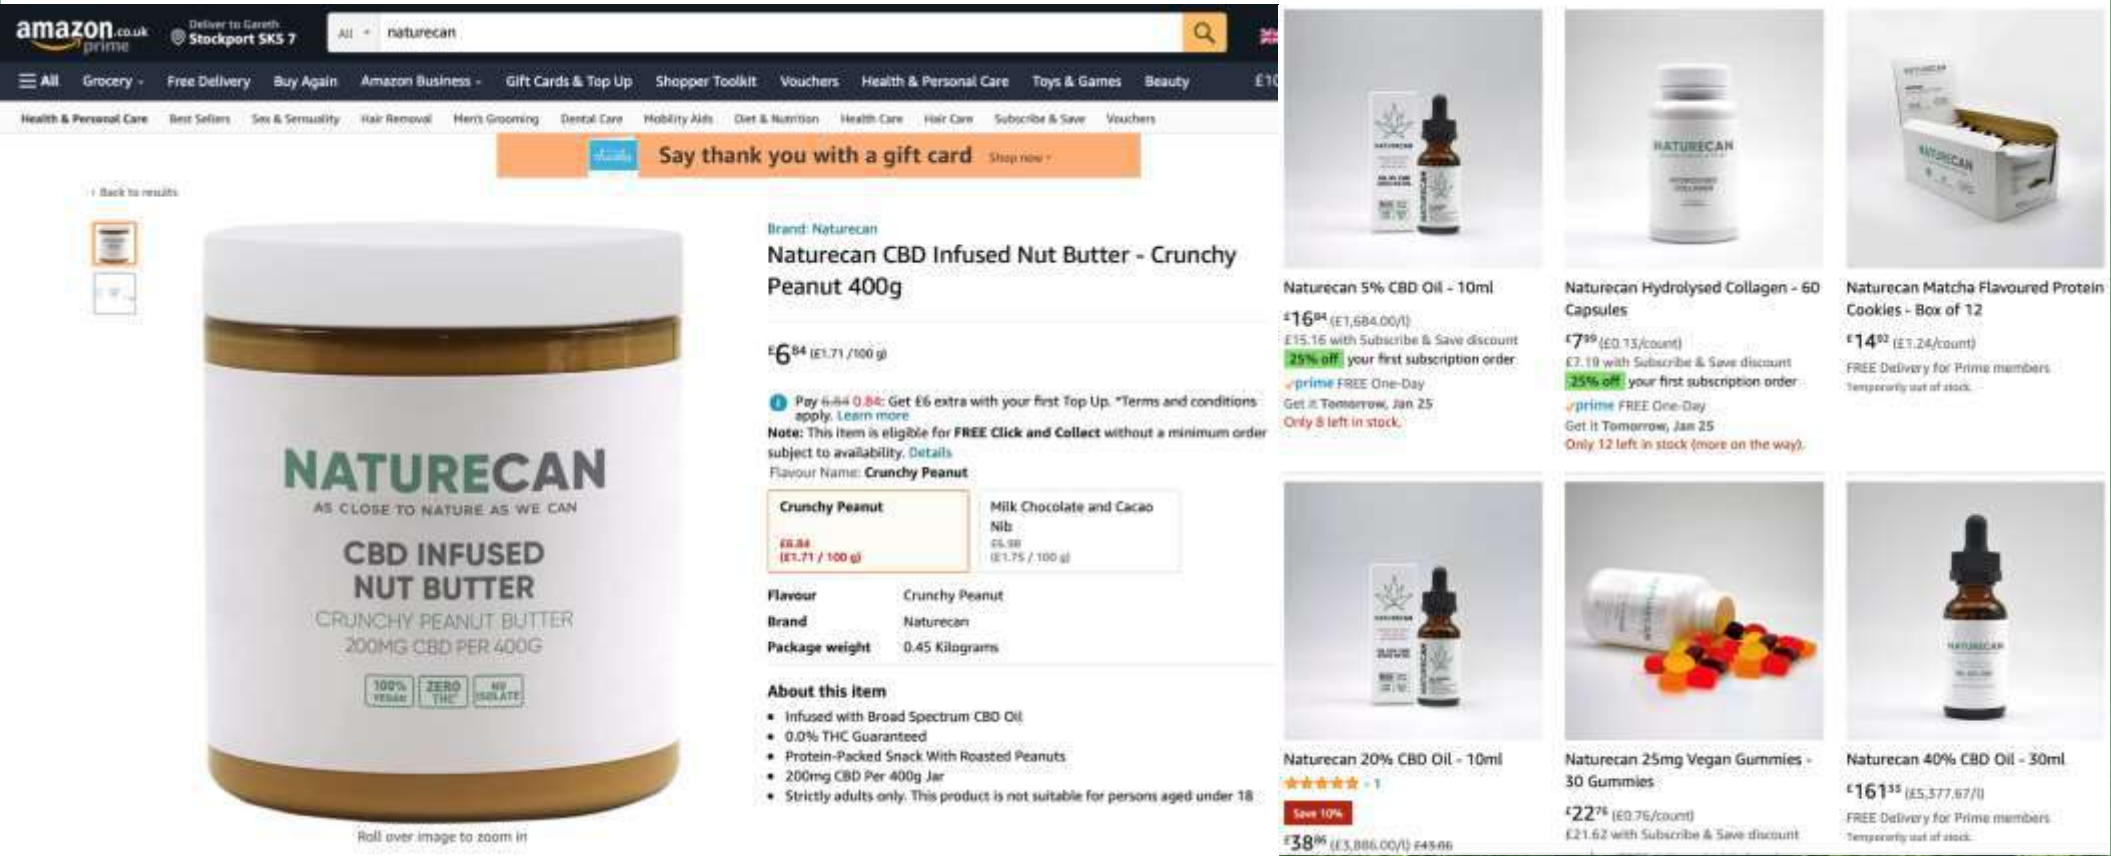 amazon.co.uk
prime
Deliver to Gareth
Stockport SK5 7
All
naturecan
All
Grocery
Free Delivery
Buy Again
Amazon Business
Gift Cards & Top Up
Shopper Toolkit
Vouchers
Health & Personal Care
Toys & Games
Beauty
£10
Health & Personal Care
Best Sellers
Sex & Sensuality
Hair Removal
Men's Grooming
Dental Care
Mobility Aids
Diet & Nutrition
Health Care
Hair Care
Subscribe & Save
Vouchers
Say thank you with a gift card
Shop now
‹ Back to results
NATURECAN
AS CLOSE TO NATURE AS WE CAN
CBD INFUSED
NUT BUTTER
CRUNCHY PEANUT BUTTER
200MG CBD PER 400G
100%
VEGAN
ZERO
THC
NO
ISOLATE
Roll over image to zoom in
Brand: Naturecan
Naturecan CBD Infused Nut Butter - Crunchy
Peanut 400g
£6.84 (£1.71 /100 g)
Pay 6.84 0.84: Get £6 extra with your first Top Up. *Terms and conditions
apply. Learn more
Note: This item is eligible for FREE Click and Collect without a minimum order
subject to availability. Details
Flavour Name: Crunchy Peanut
Crunchy Peanut
£6.84
(£1.71 / 100 g)
Milk Chocolate and Cacao
Nib
£6.98
(£1.75 / 100 g)
Flavour Crunchy Peanut
Brand Naturecan
Package weight 0.45 Kilograms
About this item
• Infused with Broad Spectrum CBD Oil
• 0.0% THC Guaranteed
• Protein-Packed Snack With Roasted Peanuts
• 200mg CBD Per 400g Jar
• Strictly adults only. This product is not suitable for persons aged under 18
NATURECAN
NATURECAN
Naturecan 5% CBD Oil - 10ml
£16.84 (£1,684.00/l)
£15.16 with Subscribe & Save discount
25% off your first subscription order
prime FREE One-Day
Get it Tomorrow, Jan 25
Only 8 left in stock.
NATURECAN
HYDROLYSED
COLLAGEN
Naturecan Hydrolysed Collagen - 60
Capsules
£7.99 (£0.13/count)
£7.19 with Subscribe & Save discount
25% off your first subscription order
prime FREE One-Day
Get it Tomorrow, Jan 25
Only 12 left in stock (more on the way).
NATURECAN
NATURECAN
Naturecan Matcha Flavoured Protein
Cookies - Box of 12
£14.92 (£1.24/count)
FREE Delivery for Prime members
Temporarily out of stock.
NATURECAN
NATURECAN
Naturecan 20% CBD Oil - 10ml
1
Save 10%
£38.86 (£3,886.00/l) £43.06
NATURECAN
Naturecan 25mg Vegan Gummies -
30 Gummies
£22.76 (£0.76/count)
£21.62 with Subscribe & Save discount
NATURECAN
Naturecan 40% CBD Oil - 30ml
£161.33 (£5,377.67/l)
FREE Delivery for Prime members
Temporarily out of stock.